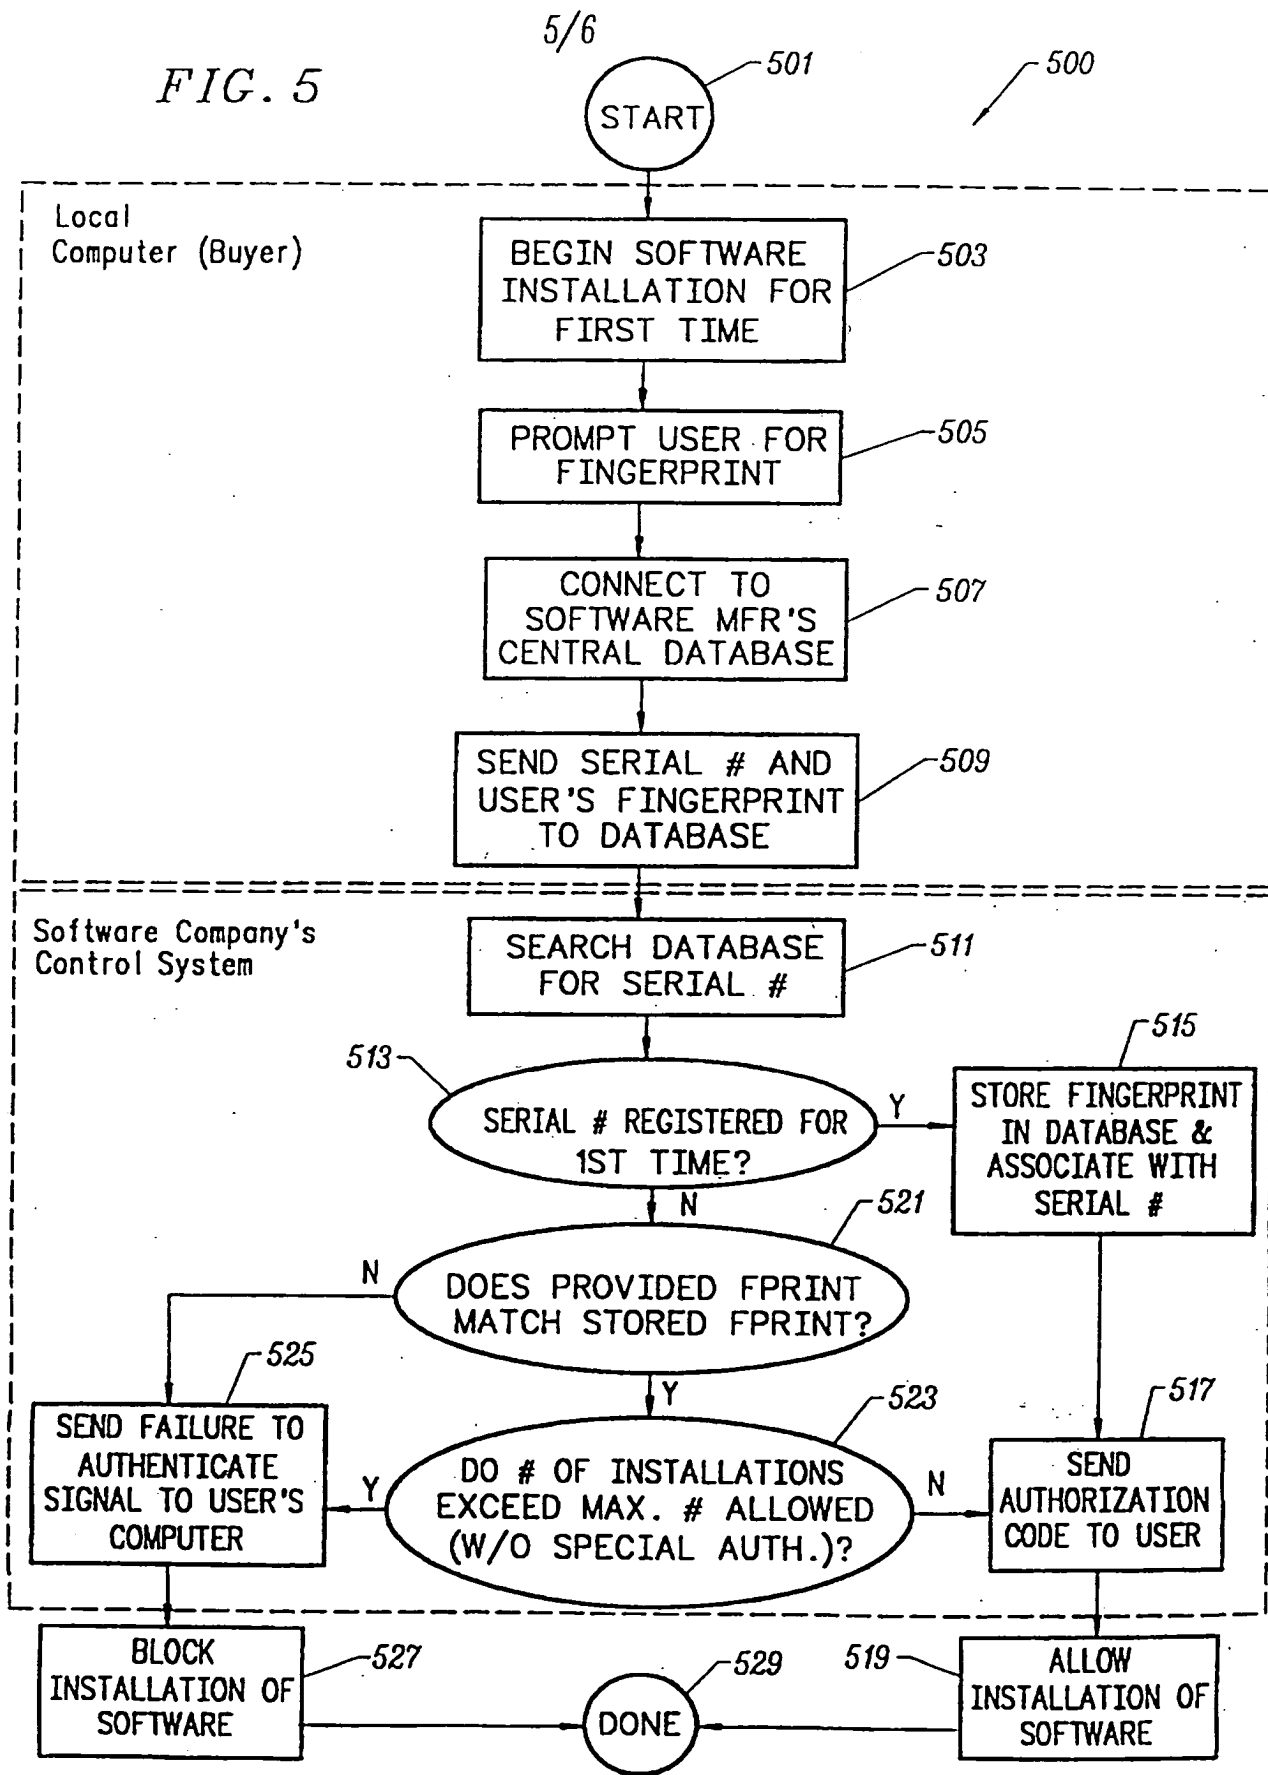 5/6
FIG. 5
501
500
START
Local
Computer (Buyer)
BEGIN SOFTWARE
INSTALLATION FOR
FIRST TIME
503
PROMPT USER FOR
FINGERPRINT
505
CONNECT TO
SOFTWARE MFR'S
CENTRAL DATABASE
507
SEND SERIAL # AND
USER'S FINGERPRINT
TO DATABASE
509
Software Company's
Control System
SEARCH DATABASE
FOR SERIAL #
511
513
SERIAL # REGISTERED FOR
1ST TIME?
Y
N
515
STORE FINGERPRINT
IN DATABASE &
ASSOCIATE WITH
SERIAL #
521
DOES PROVIDED FPRINT
MATCH STORED FPRINT?
N
Y
525
SEND FAILURE TO
AUTHENTICATE
SIGNAL TO USER'S
COMPUTER
523
DO # OF INSTALLATIONS
EXCEED MAX. # ALLOWED
(W/O SPECIAL AUTH.)?
Y
N
517
SEND
AUTHORIZATION
CODE TO USER
BLOCK
INSTALLATION OF
SOFTWARE
527
529
DONE
519
ALLOW
INSTALLATION OF
SOFTWARE